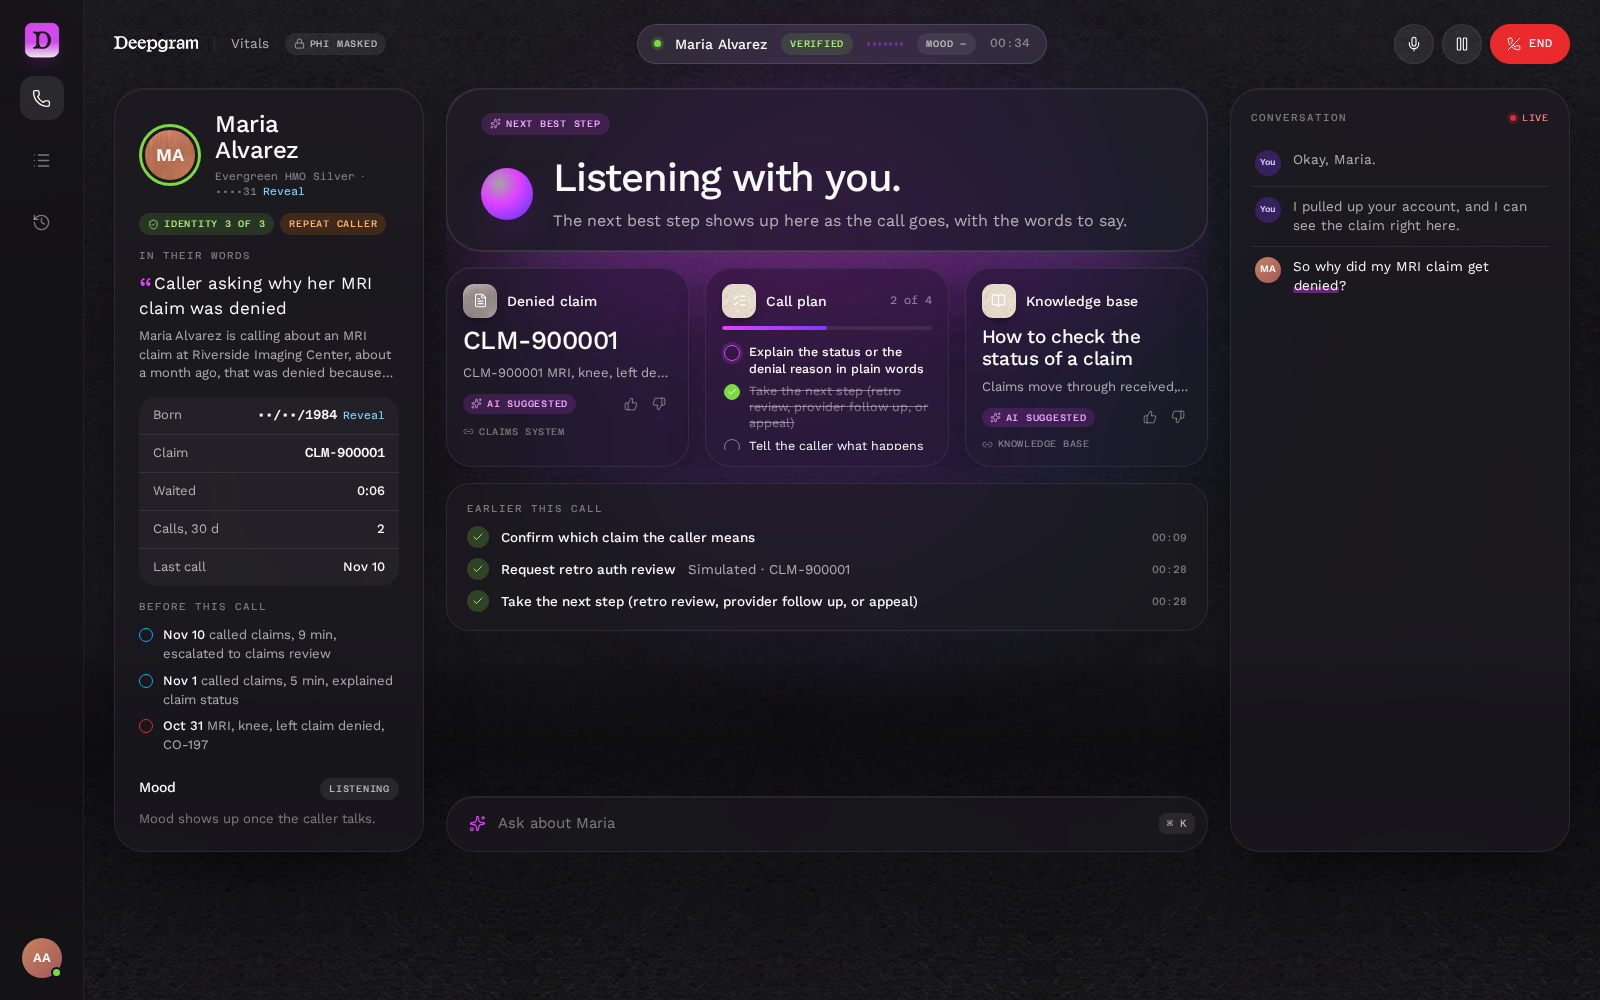 D
Deepgram
Vitals
PHI MASKED
Maria Alvarez
VERIFIED
MOOD –
00:34
END
MA
Maria
Alvarez
Evergreen HMO Silver ·
••••31 Reveal
IDENTITY 3 OF 3
REPEAT CALLER
IN THEIR WORDS
“Caller asking why her MRI
claim was denied
Maria Alvarez is calling about an MRI
claim at Riverside Imaging Center, about
a month ago, that was denied because...
Born ••/••/1984 Reveal
Claim CLM-900001
Waited 0:06
Calls, 30 d 2
Last call Nov 10
BEFORE THIS CALL
Nov 10 called claims, 9 min,
escalated to claims review
Nov 1 called claims, 5 min, explained
claim status
Oct 31 MRI, knee, left claim denied,
CO-197
Mood LISTENING
Mood shows up once the caller talks.
NEXT BEST STEP
Listening with you.
The next best step shows up here as the call goes, with the words to say.
Denied claim
CLM-900001
CLM-900001 MRI, knee, left de...
AI SUGGESTED
CLAIMS SYSTEM
Call plan 2 of 4
Explain the status or the
denial reason in plain words
Take the next step (retro
review, provider follow up, or
appeal)
Tell the caller what happens
Knowledge base
How to check the
status of a claim
Claims move through received,...
AI SUGGESTED
KNOWLEDGE BASE
EARLIER THIS CALL
Confirm which claim the caller means 00:09
Request retro auth review Simulated · CLM-900001 00:28
Take the next step (retro review, provider follow up, or appeal) 00:28
Ask about Maria
⌘ K
CONVERSATION
LIVE
You Okay, Maria.
You I pulled up your account, and I can
see the claim right here.
MA So why did my MRI claim get
denied?
AA